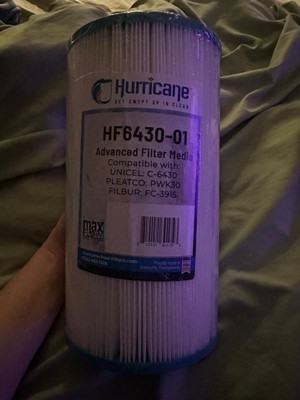 Hurricane
GET SWEPT UP IN CLEAN
HF6430-01
Advanced Filter Media
Compatible with:
UNICEL: C-6430
PLEATCO: PWK30
FILBUR: FC-3915
max